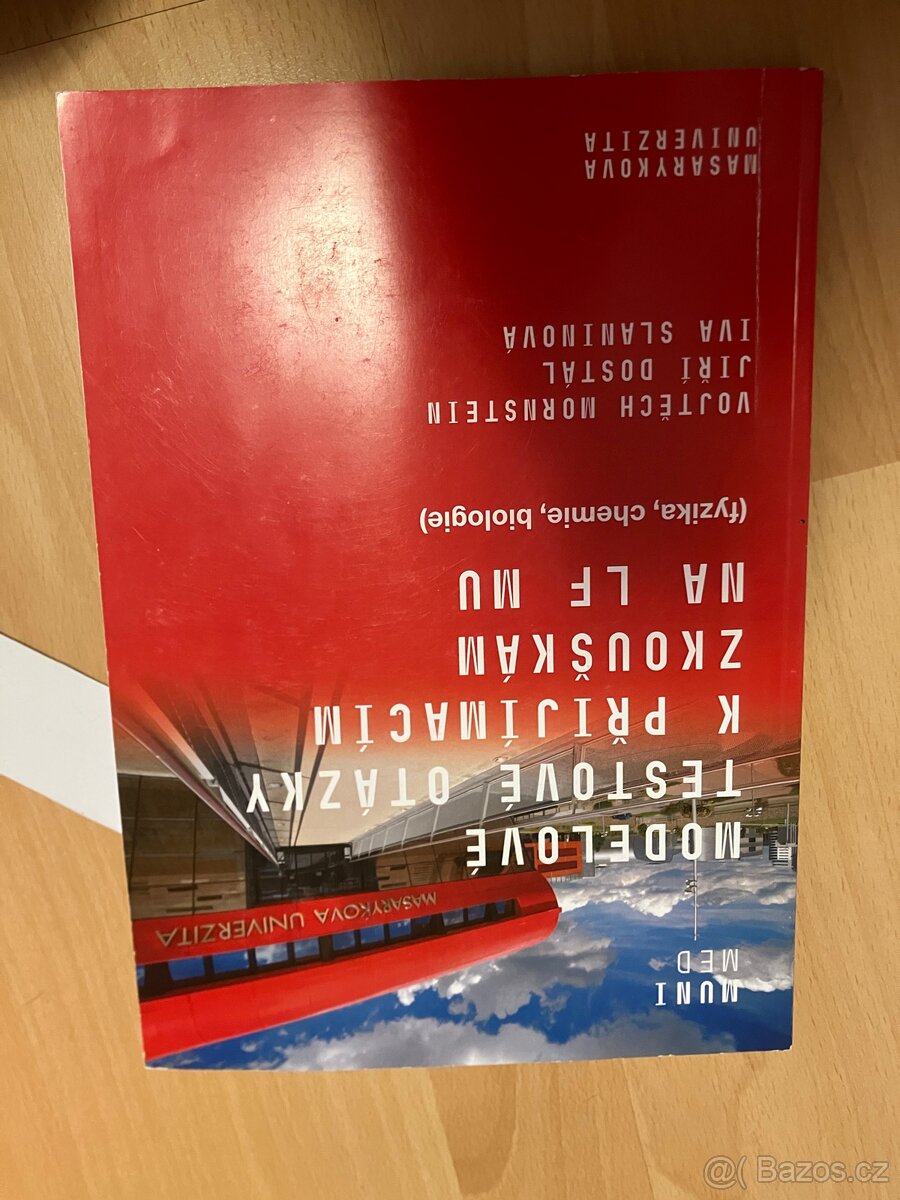 MUNI
MED
MODELOVÉ
TESTOVÉ OTÁZKY
K PŘIJÍMACÍM
ZKOUŠKÁM
NA LF MU
(fyzika, chemie, biologie)
VOJTĚCH MORNSTEIN
JIŘÍ DOSTÁL
IVA SLANINOVÁ
MASARYKOVA
UNIVERZITA
MASARYKOVA UNIVERZITA
@( Bazos.cz